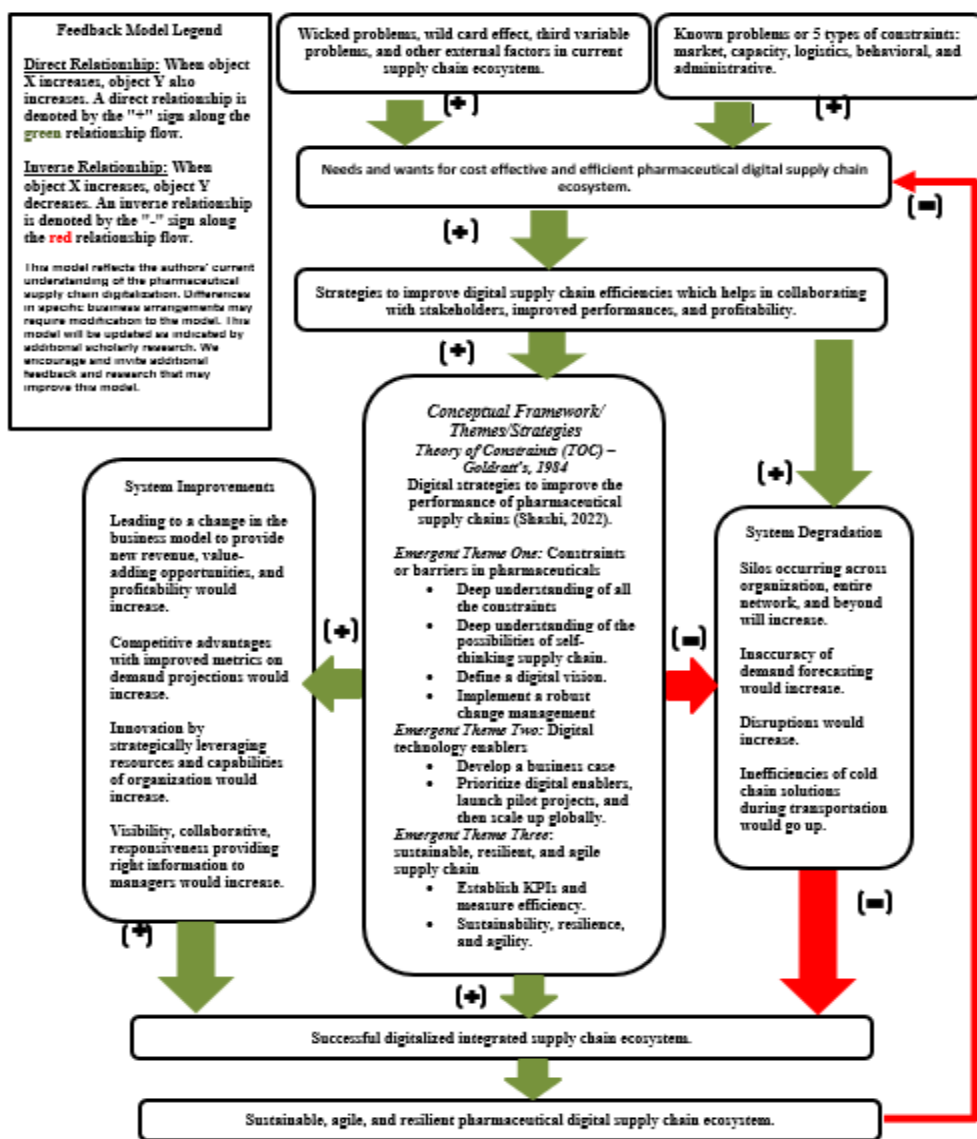 Feedback Model Legend
Direct Relationship: When
object X increases, object Y also
increases. A direct relationship is
denoted by the "+" sign along the
green relationship flow.
Inverse Relationship: When
object X increases, object Y
decreases. An inverse relationship
is denoted by the "-" sign along
the red relationship flow.
This model reflects the authors' current
understanding of the pharmaceutical
supply chain digitalization. Differences
in specific business arrangements may
require modification to the model. This
model will be updated as indicated by
additional scholarly research. We
encourage and invite additional
feedback and research that may
improve this model.
Wicked problems, wild card effect, third variable
problems, and other external factors in current
supply chain ecosystem.
Known problems or 5 types of constraints:
market, capacity, logistics, behavioral, and
administrative.
(+)
(+)
Needs and wants for cost effective and efficient pharmaceutical digital supply chain
ecosystem.
(-)
(+)
Strategies to improve digital supply chain efficiencies which helps in collaborating
with stakeholders, improved performances, and profitability.
(+)
Conceptual Framework/
Themes/Strategies
Theory of Constraints (TOC) –
Goldratt's, 1984
Digital strategies to improve the
performance of pharmaceutical
supply chains (Shashi, 2022).
Emergent Theme One: Constraints
or barriers in pharmaceuticals
• Deep understanding of all
the constraints
• Deep understanding of the
possibilities of self-
thinking supply chain.
• Define a digital vision.
• Implement a robust
change management
Emergent Theme Two: Digital
technology enablers
• Develop a business case
• Prioritize digital enablers,
launch pilot projects, and
then scale up globally.
Emergent Theme Three:
sustainable, resilient, and agile
supply chain
• Establish KPIs and
measure efficiency.
• Sustainability, resilience,
and agility.
System Improvements
Leading to a change in the
business model to provide
new revenue, value-
adding opportunities, and
profitability would
increase.
Competitive advantages
with improved metrics on
demand projections would
increase.
Innovation by
strategically leveraging
resources and capabilities
of organization would
increase.
Visibility, collaborative,
responsiveness providing
right information to
managers would increase.
(+)
(-)
(+)
System Degradation
Silos occurring across
organization, entire
network, and beyond
will increase.
Inaccuracy of
demand forecasting
would increase.
Disruptions would
increase.
Inefficiencies of cold
chain solutions
during transportation
would go up.
(+)
(+)
(-)
Successful digitalized integrated supply chain ecosystem.
Sustainable, agile, and resilient pharmaceutical digital supply chain ecosystem.